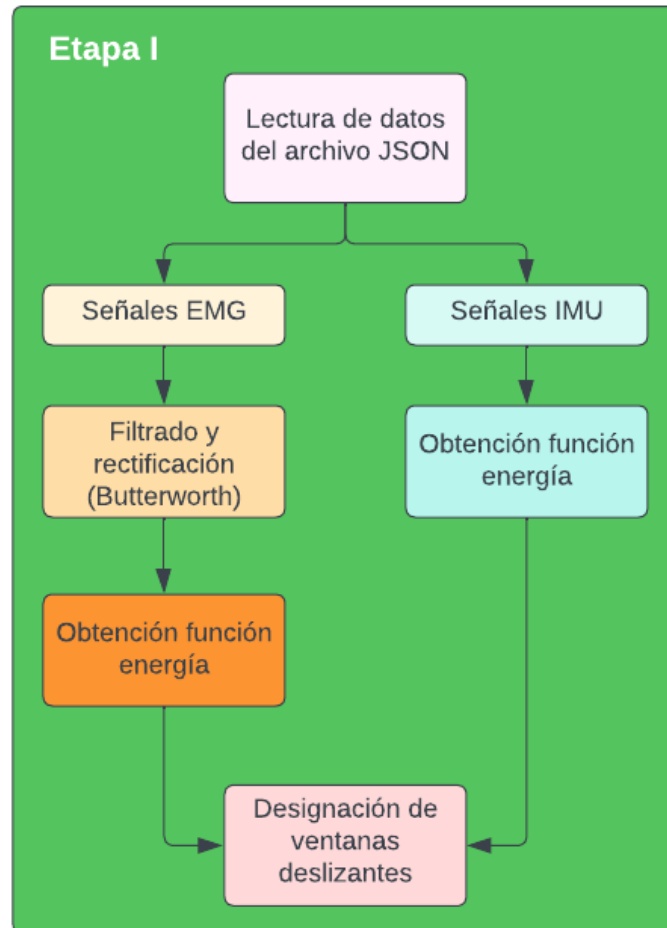 Etapa I
Lectura de datos
del archivo JSON
Señales EMG
Señales IMU
Filtrado y
rectificación
(Butterworth)
Obtención función
energía
Obtención función
energía
Designación de
ventanas
deslizantes